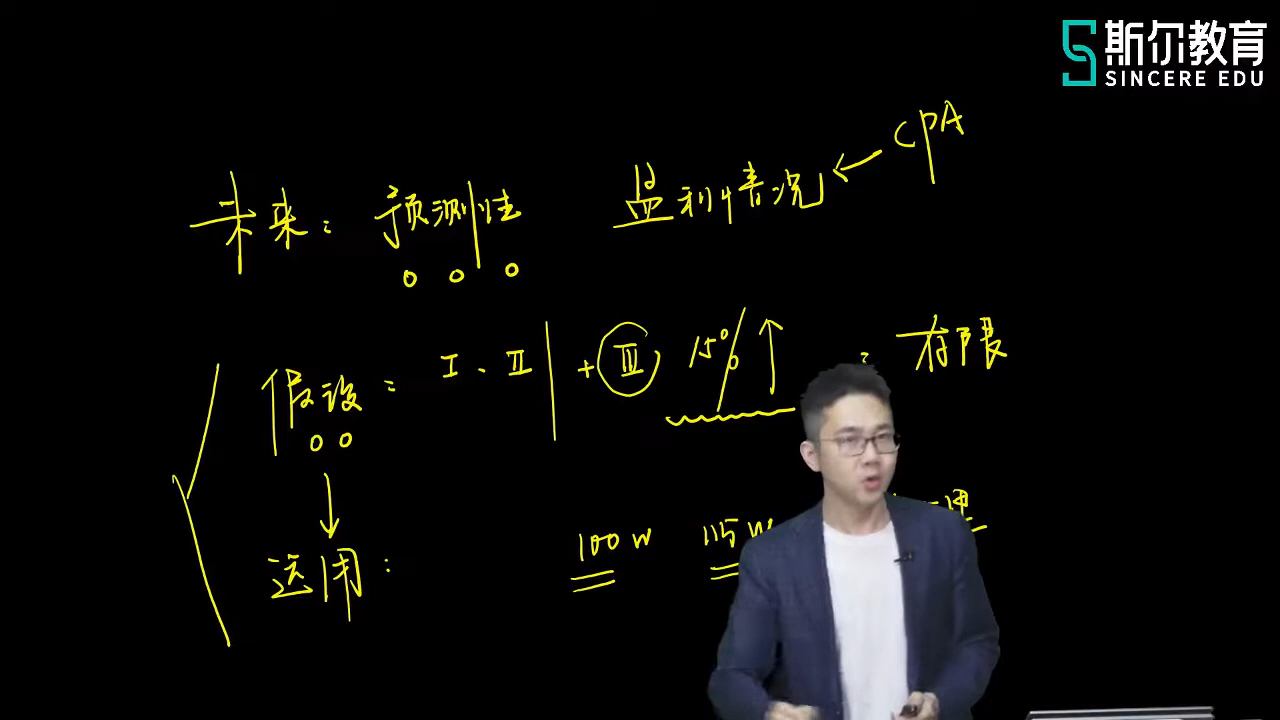 斯尔教育
SINCERE EDU
CPA
未来: 预测性 盈利情况
假设: I、II + III 15% : 有限
运用: 100W 115W 理